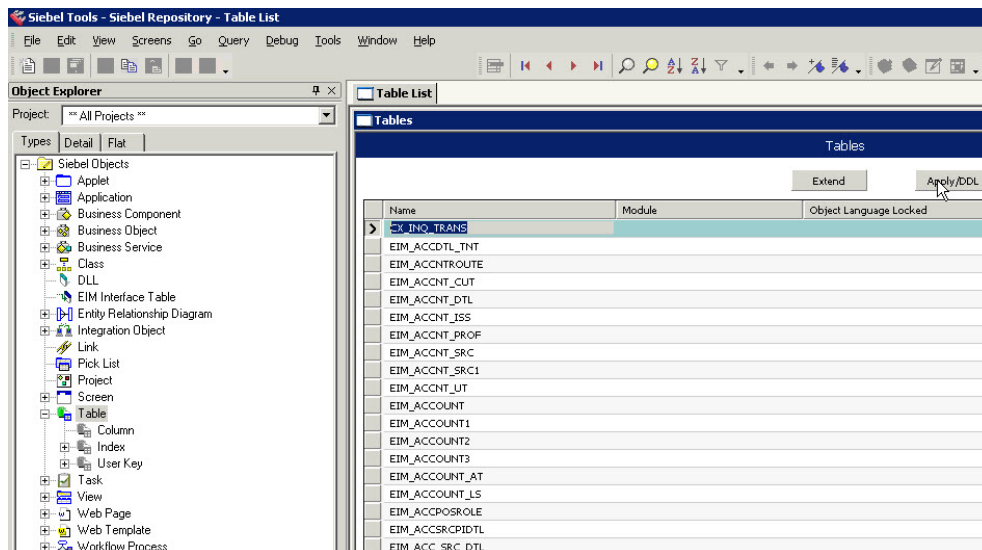 Siebel Tools - Siebel Repository - Table List
File Edit View Screens Go Query Debug Tools Window Help
Object Explorer
Project: ** All Projects **
Types Detail Flat
Siebel Objects
Applet
Application
Business Component
Business Object
Business Service
Class
DLL
EIM Interface Table
Entity Relationship Diagram
Integration Object
Link
Pick List
Project
Screen
Table
Column
Index
User Key
Task
View
Web Page
Web Template
Workflow Process
Table List
Tables
Tables
Extend Apply/DDL
Name Module Object Language Locked
CX_INQ_TRANS
EIM_ACCDTL_TNT
EIM_ACCNTROUTE
EIM_ACCNT_CUT
EIM_ACCNT_DTL
EIM_ACCNT_ISS
EIM_ACCNT_PROF
EIM_ACCNT_SRC
EIM_ACCNT_SRC1
EIM_ACCNT_UT
EIM_ACCOUNT
EIM_ACCOUNT1
EIM_ACCOUNT2
EIM_ACCOUNT3
EIM_ACCOUNT_AT
EIM_ACCOUNT_LS
EIM_ACCPOSROLE
EIM_ACCSRCPIDTL
EIM_ACC_SRC_DTL